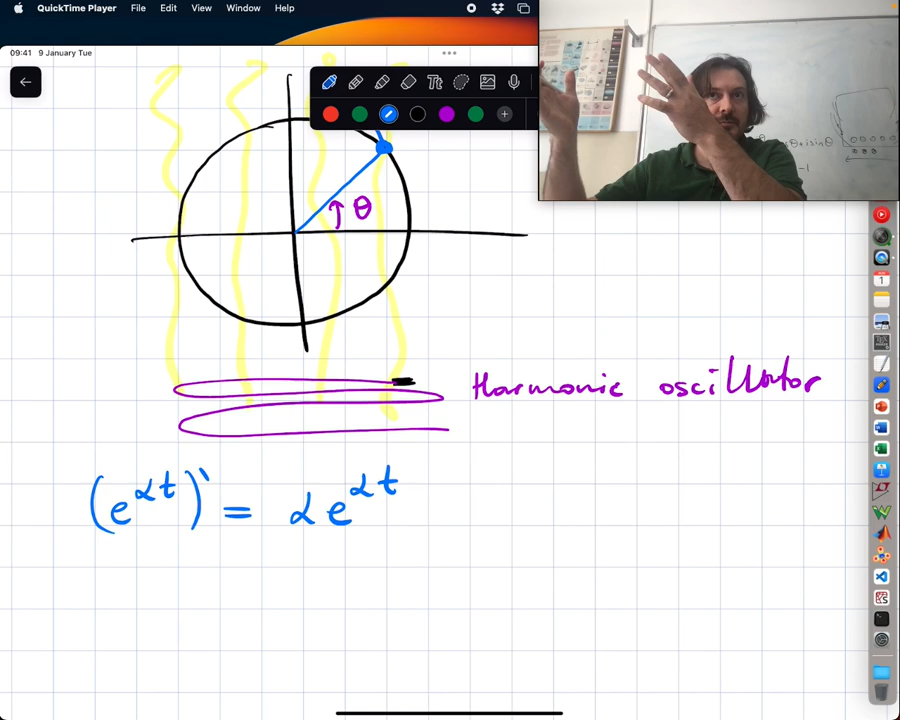 QuickTime Player File Edit View Window Help
09:41 9 January Tue
θ
Harmonic oscillator
(e^{αt})' = αe^{αt}